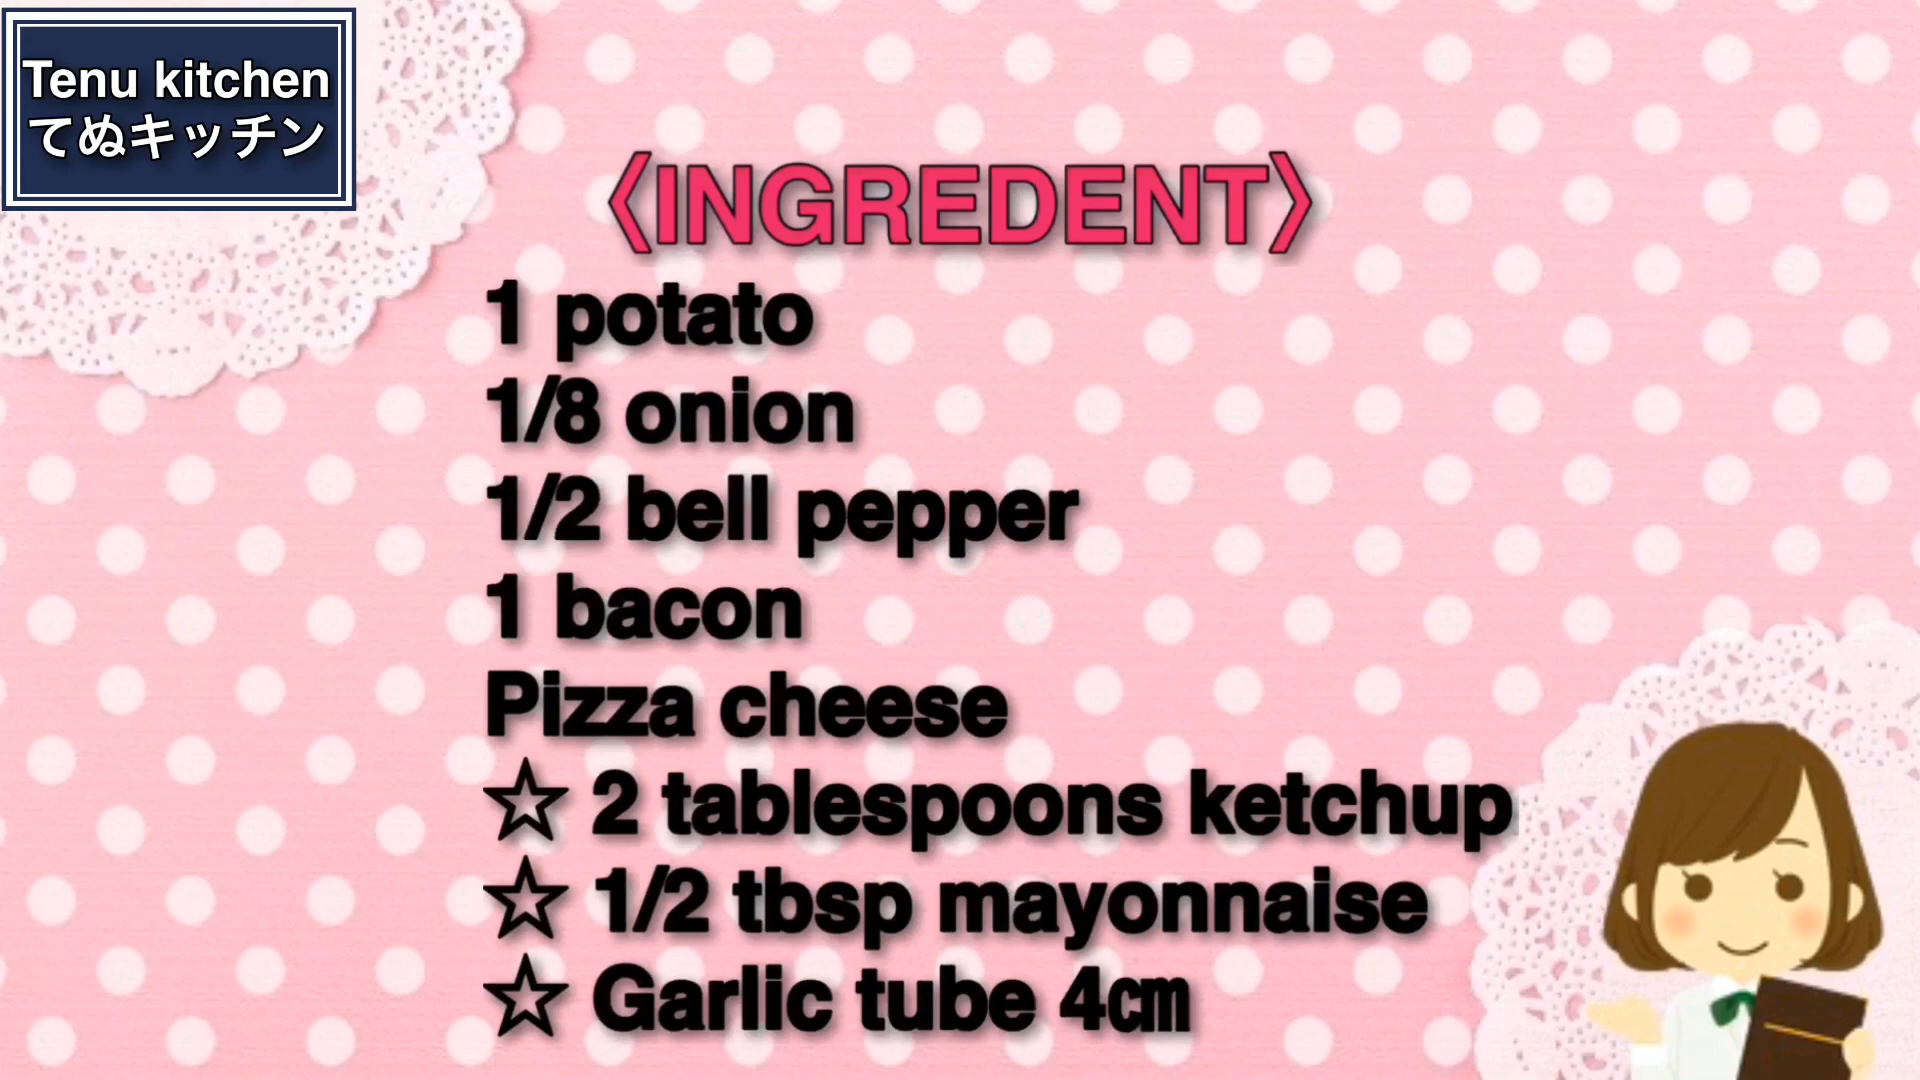 Tenu kitchen
てぬキッチン
〈INGREDENT〉
1 potato
1/8 onion
1/2 bell pepper
1 bacon
Pizza cheese
☆ 2 tablespoons ketchup
☆ 1/2 tbsp mayonnaise
☆ Garlic tube 4㎝